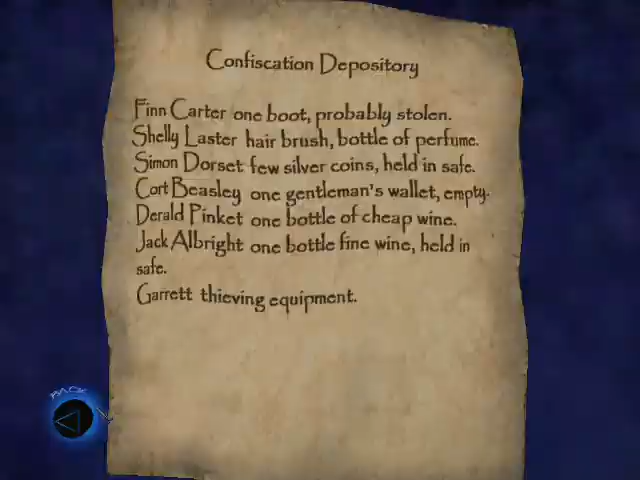 Confiscation Depository
Finn Carter one boot, probably stolen.
Shelly Laster hair brush, bottle of perfume.
Simon Dorset few silver coins, held in safe.
Cort Beasley one gentleman's wallet, empty.
Derald Pinket one bottle of cheap wine.
Jack Albright one bottle fine wine, held in
safe.
Garrett thieving equipment.
BACK